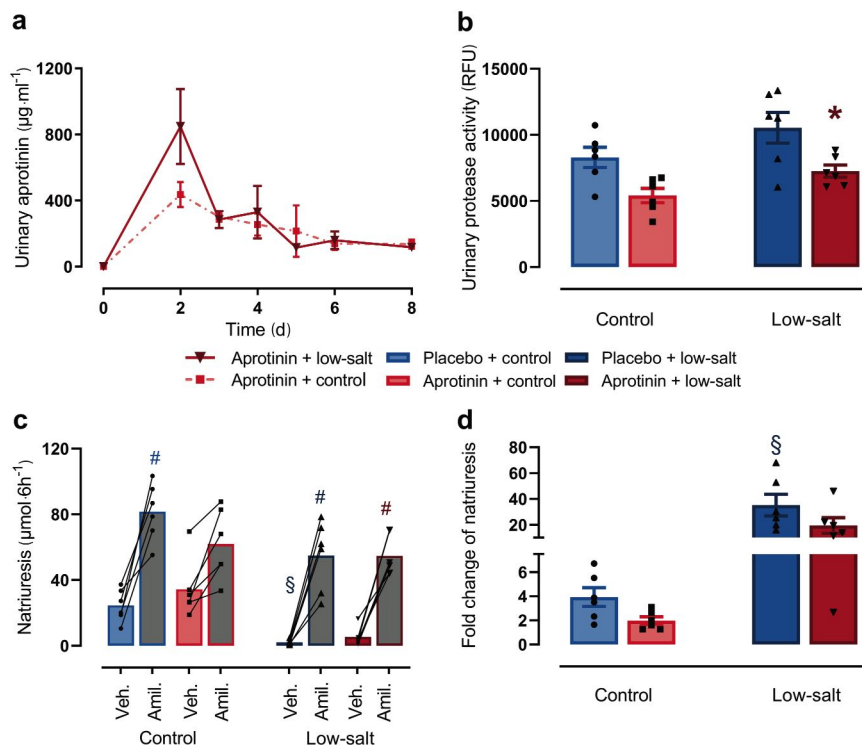 a
Urinary aprotinin (µg·ml⁻¹)
1200
800
400
0
0 2 4 6 8
Time (d)
b
Urinary protease activity (RFU)
15000
10000
5000
0
*
Control Low-salt
Aprotinin + low-salt Placebo + control Placebo + low-salt
Aprotinin + control Aprotinin + control Aprotinin + low-salt
c
Natriuresis (µmol·6h⁻¹)
120
80
40
0
# § # #
Veh. Amil. Veh. Amil. Veh. Amil. Veh. Amil.
Control Low-salt
d
Fold change of natriuresis
80
60
40
20
6
4
2
0
§
Control Low-salt